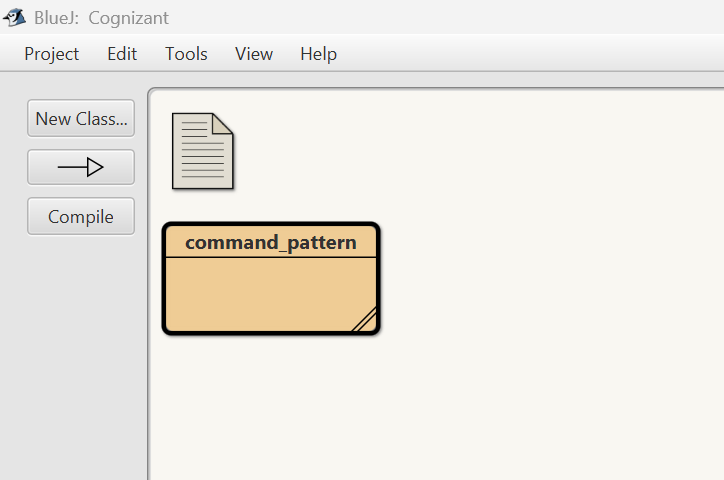 BlueJ: Cognizant
Project Edit Tools View Help
New Class...
Compile
command_pattern